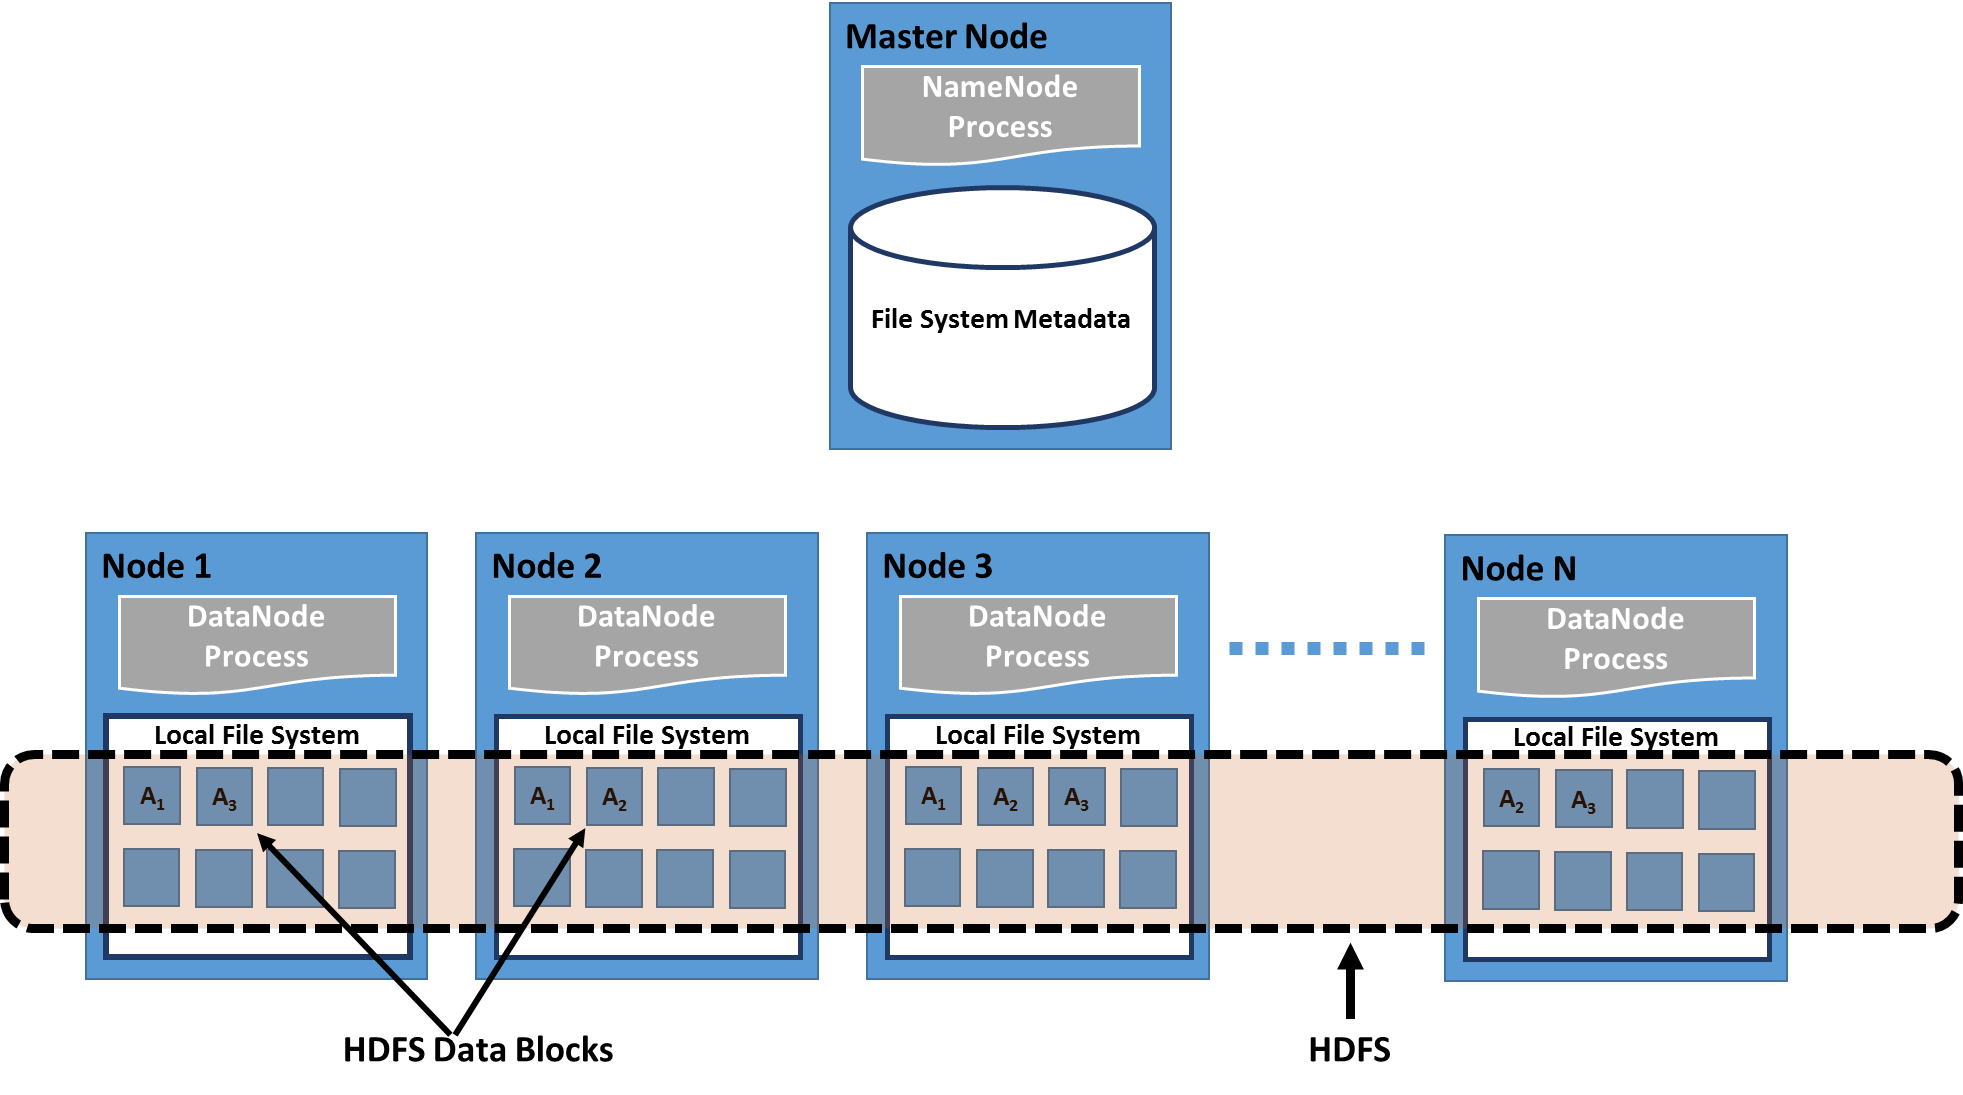 Master Node
NameNode
Process
File System Metadata
Node 1
DataNode
Process
Local File System
A₁ A₃
Node 2
DataNode
Process
Local File System
A₁ A₂
Node 3
DataNode
Process
Local File System
A₁ A₂ A₃
Node N
DataNode
Process
Local File System
A₂ A₃
HDFS Data Blocks
HDFS